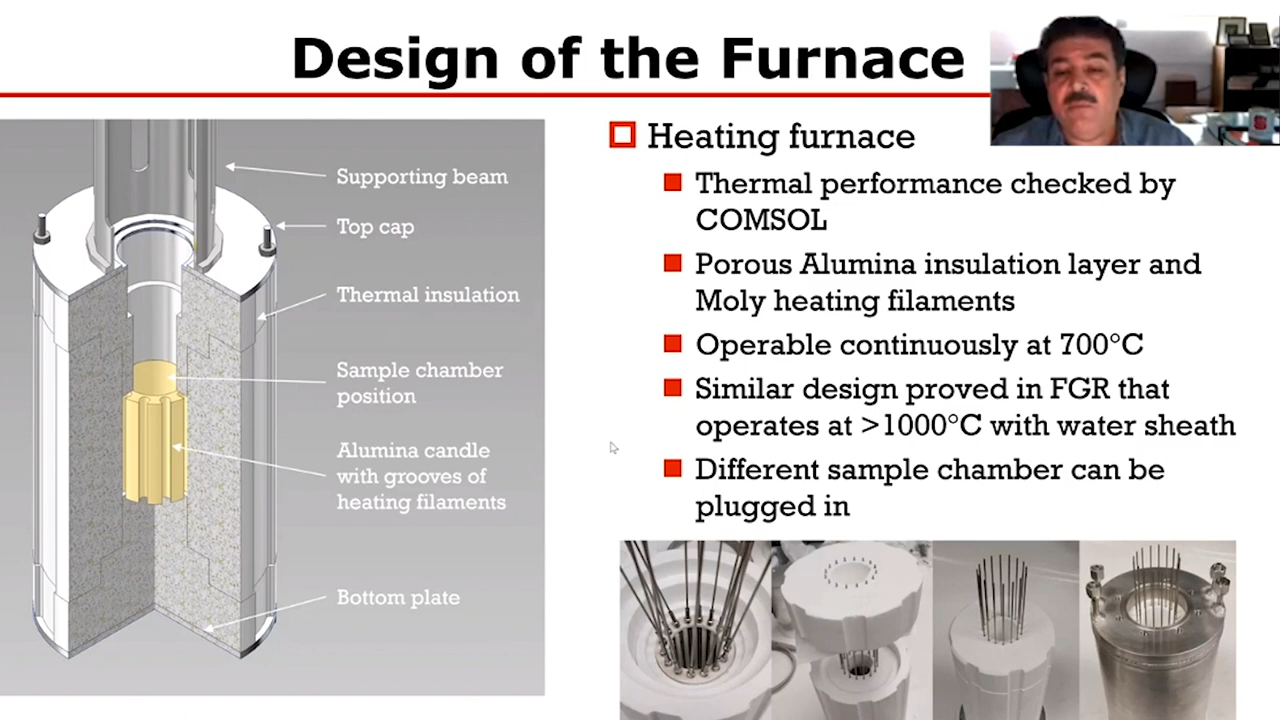 Design of the Furnace
Supporting beam
Top cap
Thermal insulation
Sample chamber
position
Alumina candle
with grooves of
heating filaments
Bottom plate
Heating furnace
Thermal performance checked by
COMSOL
Porous Alumina insulation layer and
Moly heating filaments
Operable continuously at 700°C
Similar design proved in FGR that
operates at >1000°C with water sheath
Different sample chamber can be
plugged in